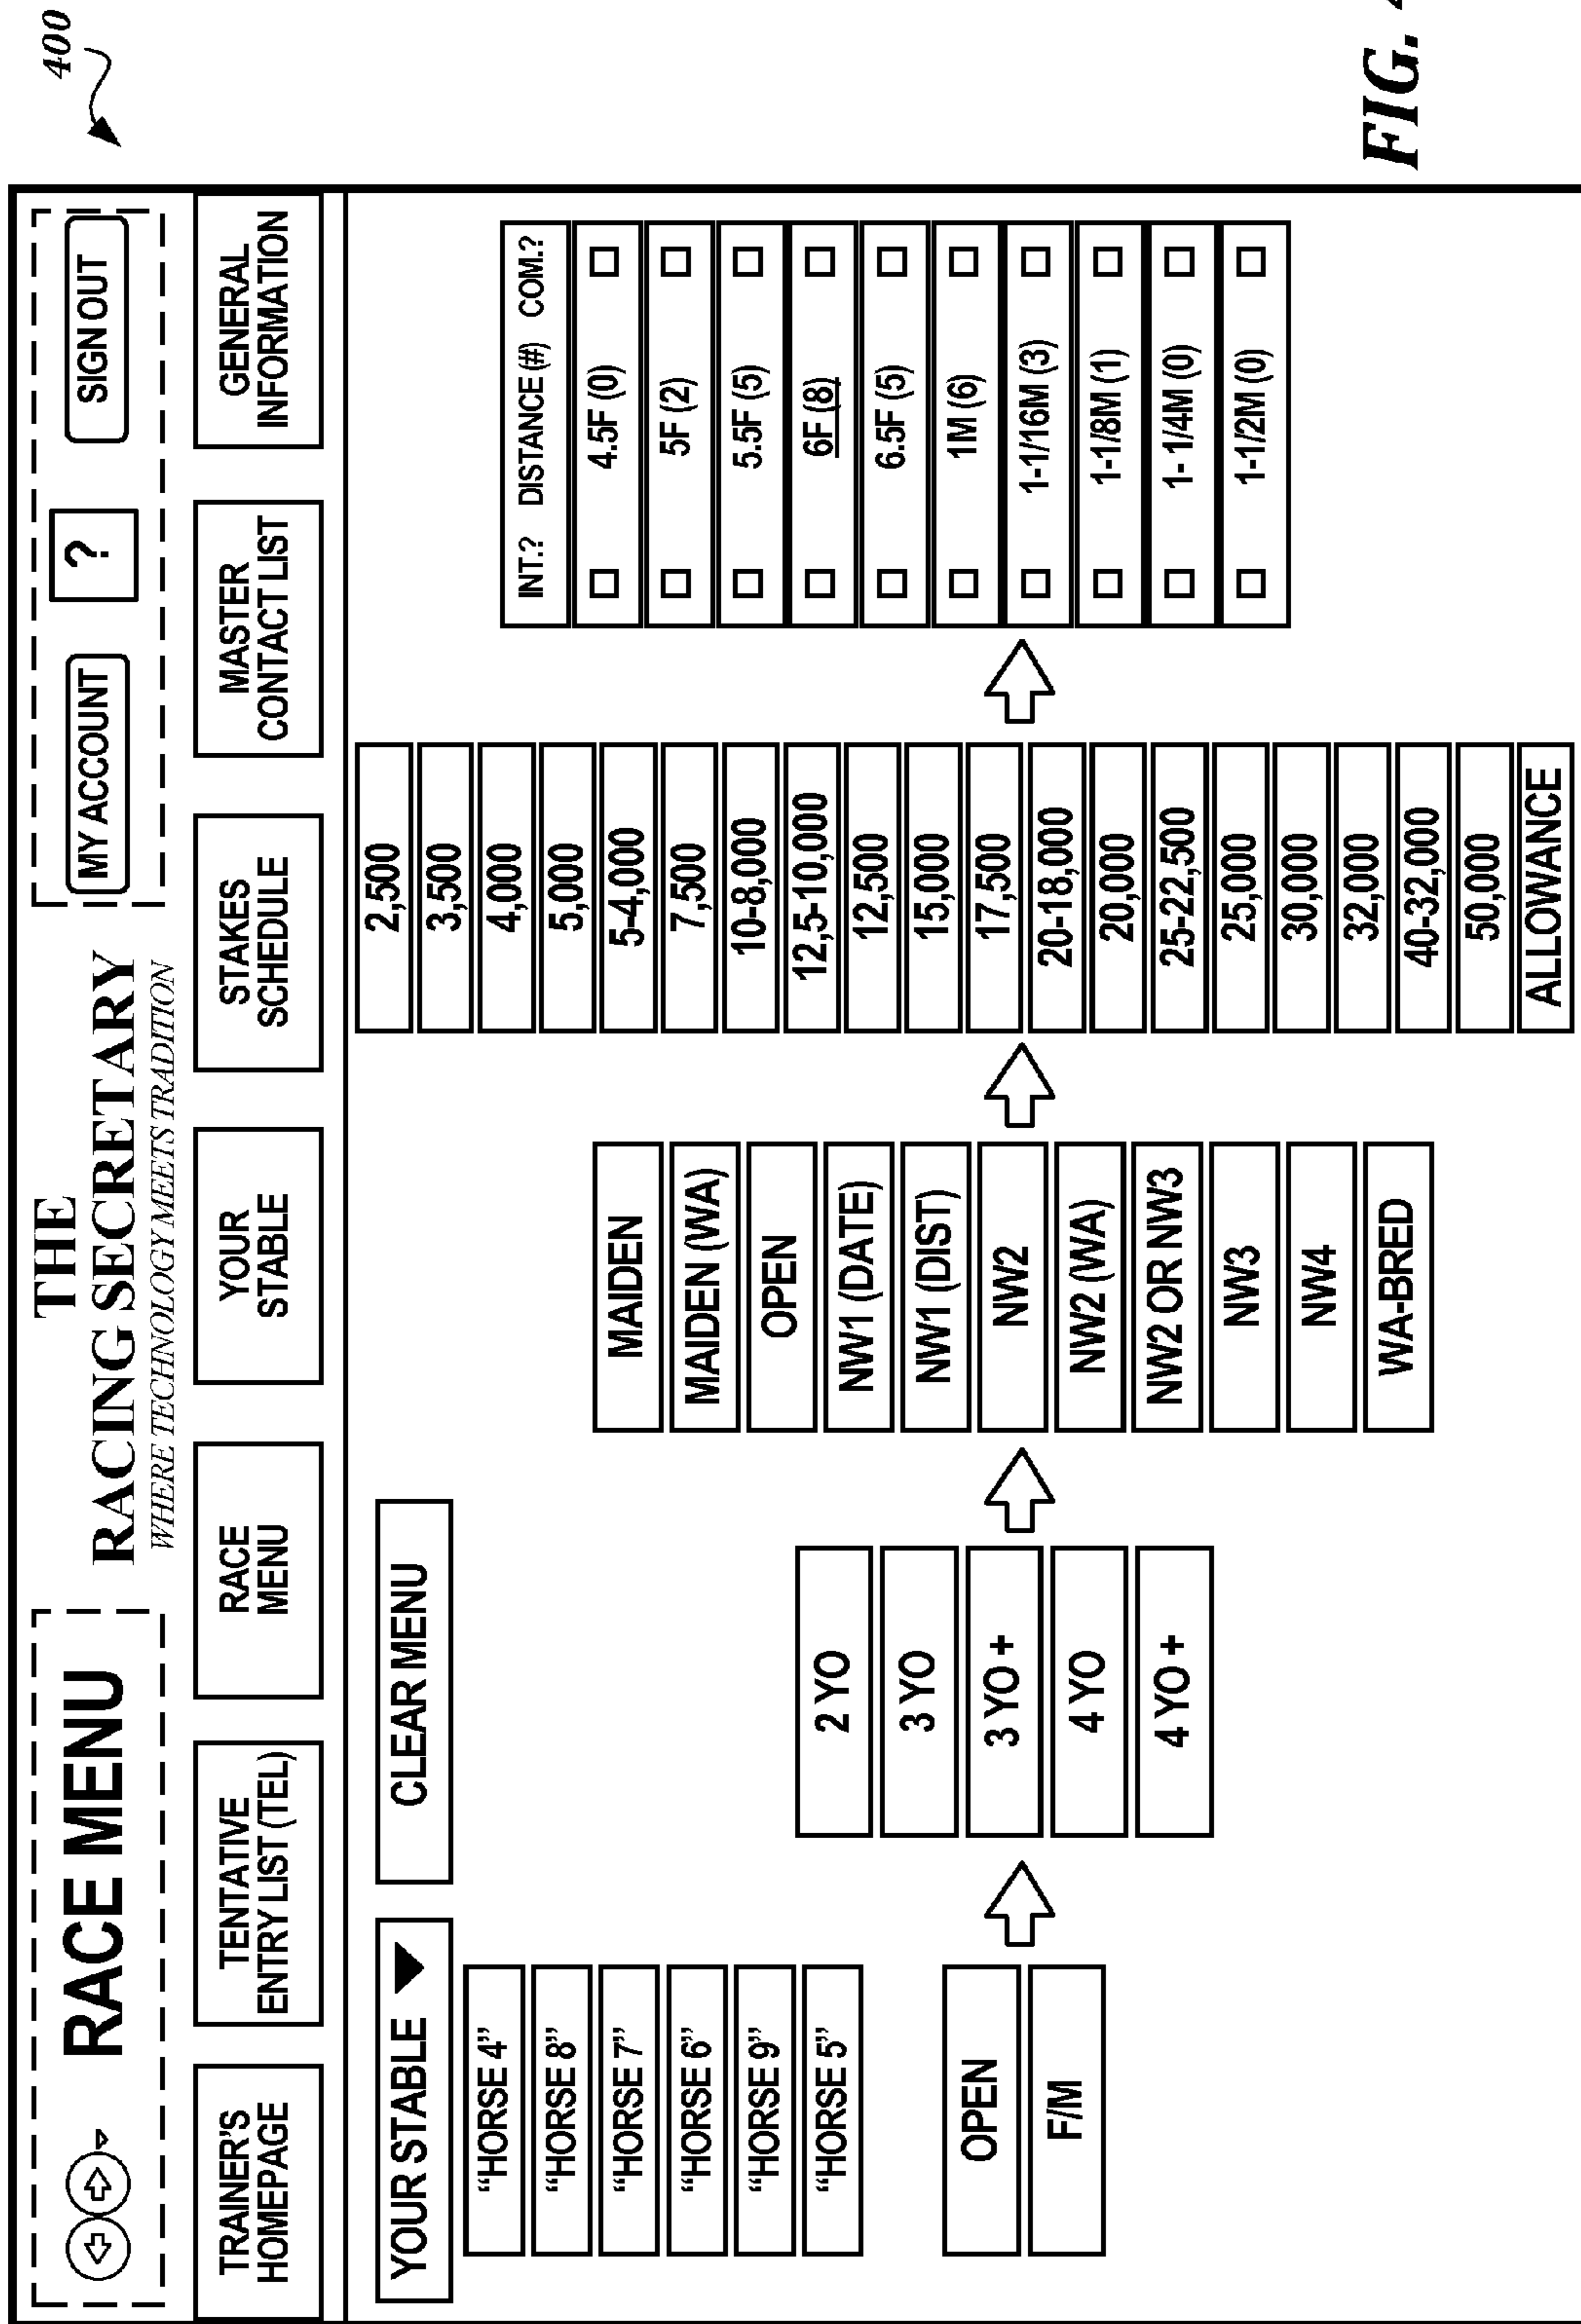 400
RACE MENU
THE
RACING SECRETARY
WHERE TECHNOLOGY MEETS TRADITION
MY ACCOUNT
?
SIGN OUT
TRAINER'S
HOMEPAGE
TENTATIVE
ENTRY LIST (TEL)
RACE
MENU
YOUR
STABLE
STAKES
SCHEDULE
MASTER
CONTACT LIST
GENERAL
INFORMATION
YOUR STABLE
CLEAR MENU
"HORSE 4"
"HORSE 8"
"HORSE 7"
"HORSE 6"
"HORSE 9"
"HORSE 5"
OPEN
F/M
2 YO
3 YO
3 YO +
4 YO
4 YO +
MAIDEN
MAIDEN (WA)
OPEN
NW1 (DATE)
NW1 (DIST)
NW2
NW2 (WA)
NW2 OR NW3
NW3
NW4
WA-BRED
2,500
3,500
4,000
5,000
5-4,000
7,500
10-8,000
12,5-10,000
12,500
15,000
17,500
20-18,000
20,000
25-22,500
25,000
30,000
32,000
40-32,000
50,000
ALLOWANCE
INT.? DISTANCE (#) COM.?
4.5F (0)
5F (2)
5.5F (5)
6F (8)
6.5F (5)
1M (6)
1-1/16M (3)
1-1/8M (1)
1- 1/4M (0)
1-1/2M (0)
FIG.